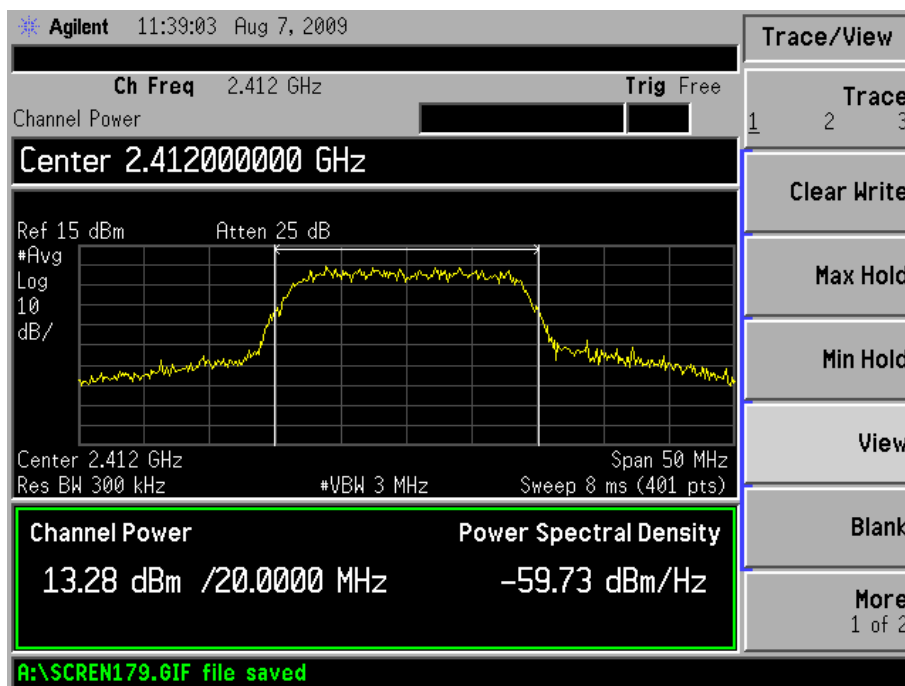 Agilent 11:39:03 Aug 7, 2009
Trace/View
Ch Freq 2.412 GHz Trig Free
Channel Power
Trace
1 2 3
Center 2.412000000 GHz
Clear Write
Ref 15 dBm Atten 25 dB
#Avg
Log
10
dB/
Max Hold
Min Hold
View
Center 2.412 GHz Span 50 MHz
Res BW 300 kHz #VBW 3 MHz Sweep 8 ms (401 pts)
Channel Power Power Spectral Density
13.28 dBm /20.0000 MHz -59.73 dBm/Hz
Blank
More
1 of 2
A:\SCREN179.GIF file saved